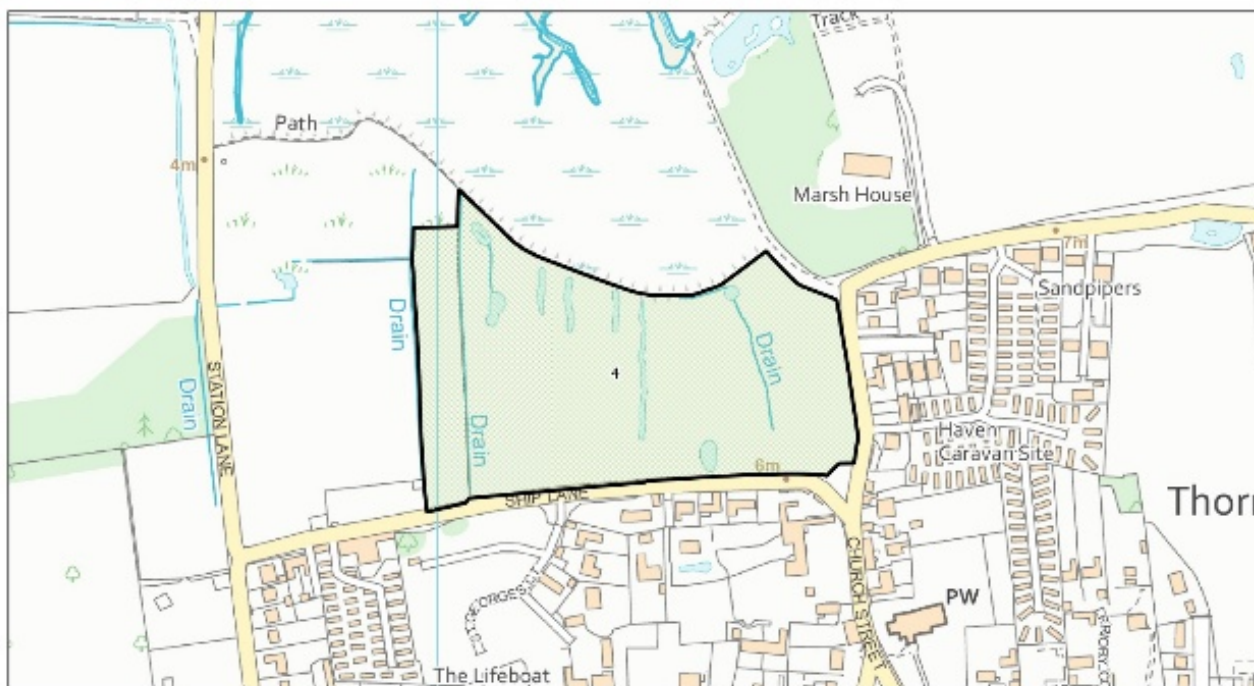 Track
Path
4m
Marsh House
7m
Sandpipers
Drain
Drain
4
Drain
Drain
STATION LANE
Haven
Caravan Site
6m
SHIP LANE
Thor
CHURCH STREET
PW
The Lifeboat